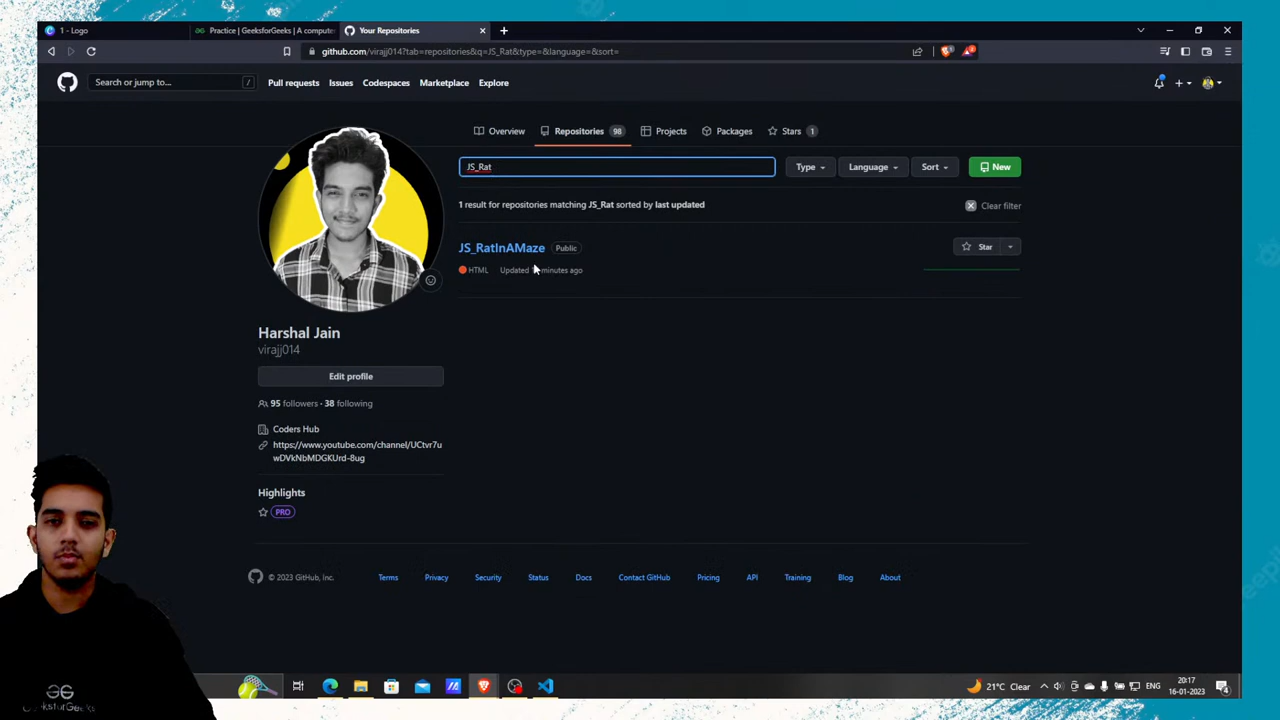 1 - Logo
Practice | GeeksforGeeks | A compute
Your Repositories
github.com/virajj014?tab=repositories&q=JS_Rat&type=&language=&sort=
Search or jump to...
/
Pull requests
Issues
Codespaces
Marketplace
Explore
Overview
Repositories 98
Projects
Packages
Stars 1
JS_Rat
Type
Language
Sort
New
1 result for repositories matching JS_Rat sorted by last updated
Clear filter
JS_RatInAMaze Public
Star
HTML Updated minutes ago
Harshal Jain
virajj014
Edit profile
95 followers · 38 following
Coders Hub
https://www.youtube.com/channel/UCtvr7u
wDVkNbMDGKUrd-8ug
Highlights
PRO
© 2023 GitHub, Inc.
Terms
Privacy
Security
Status
Docs
Contact GitHub
Pricing
API
Training
Blog
About
21°C Clear
ENG
20:17
16-01-2023
4
GeeksforGeeks